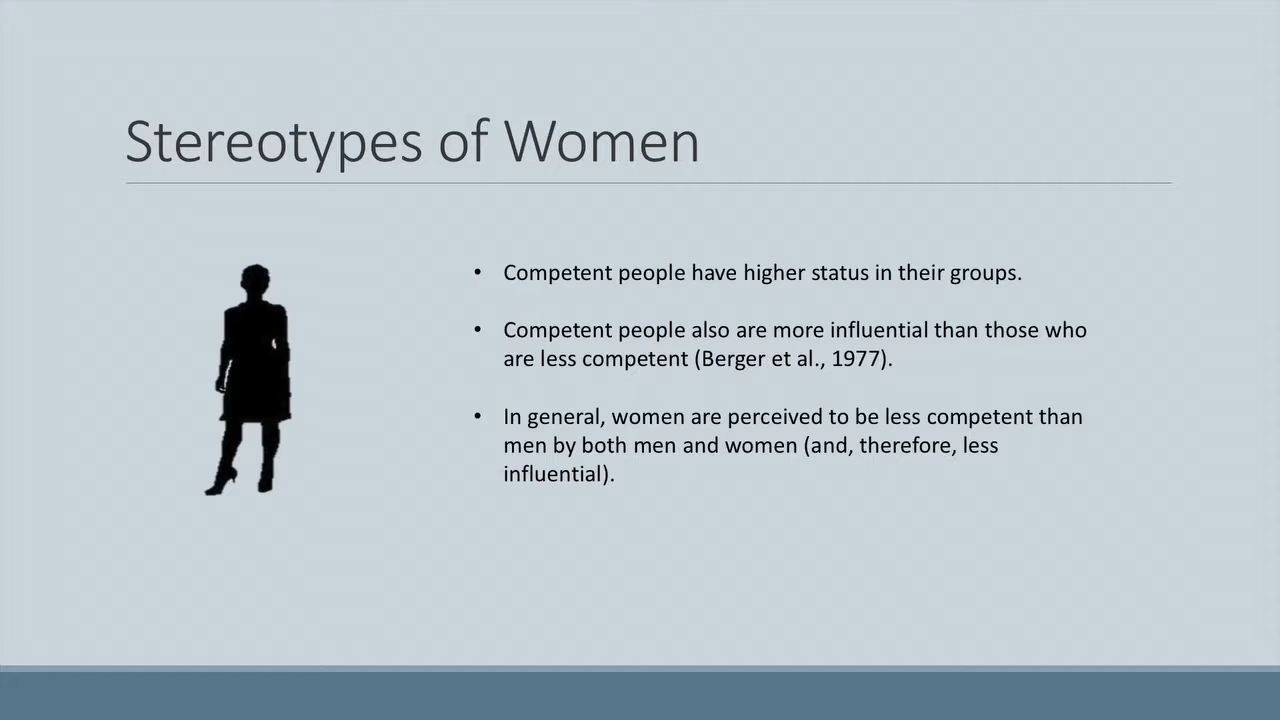 Stereotypes of Women
• Competent people have higher status in their groups.
• Competent people also are more influential than those who
are less competent (Berger et al., 1977).
• In general, women are perceived to be less competent than
men by both men and women (and, therefore, less
influential).